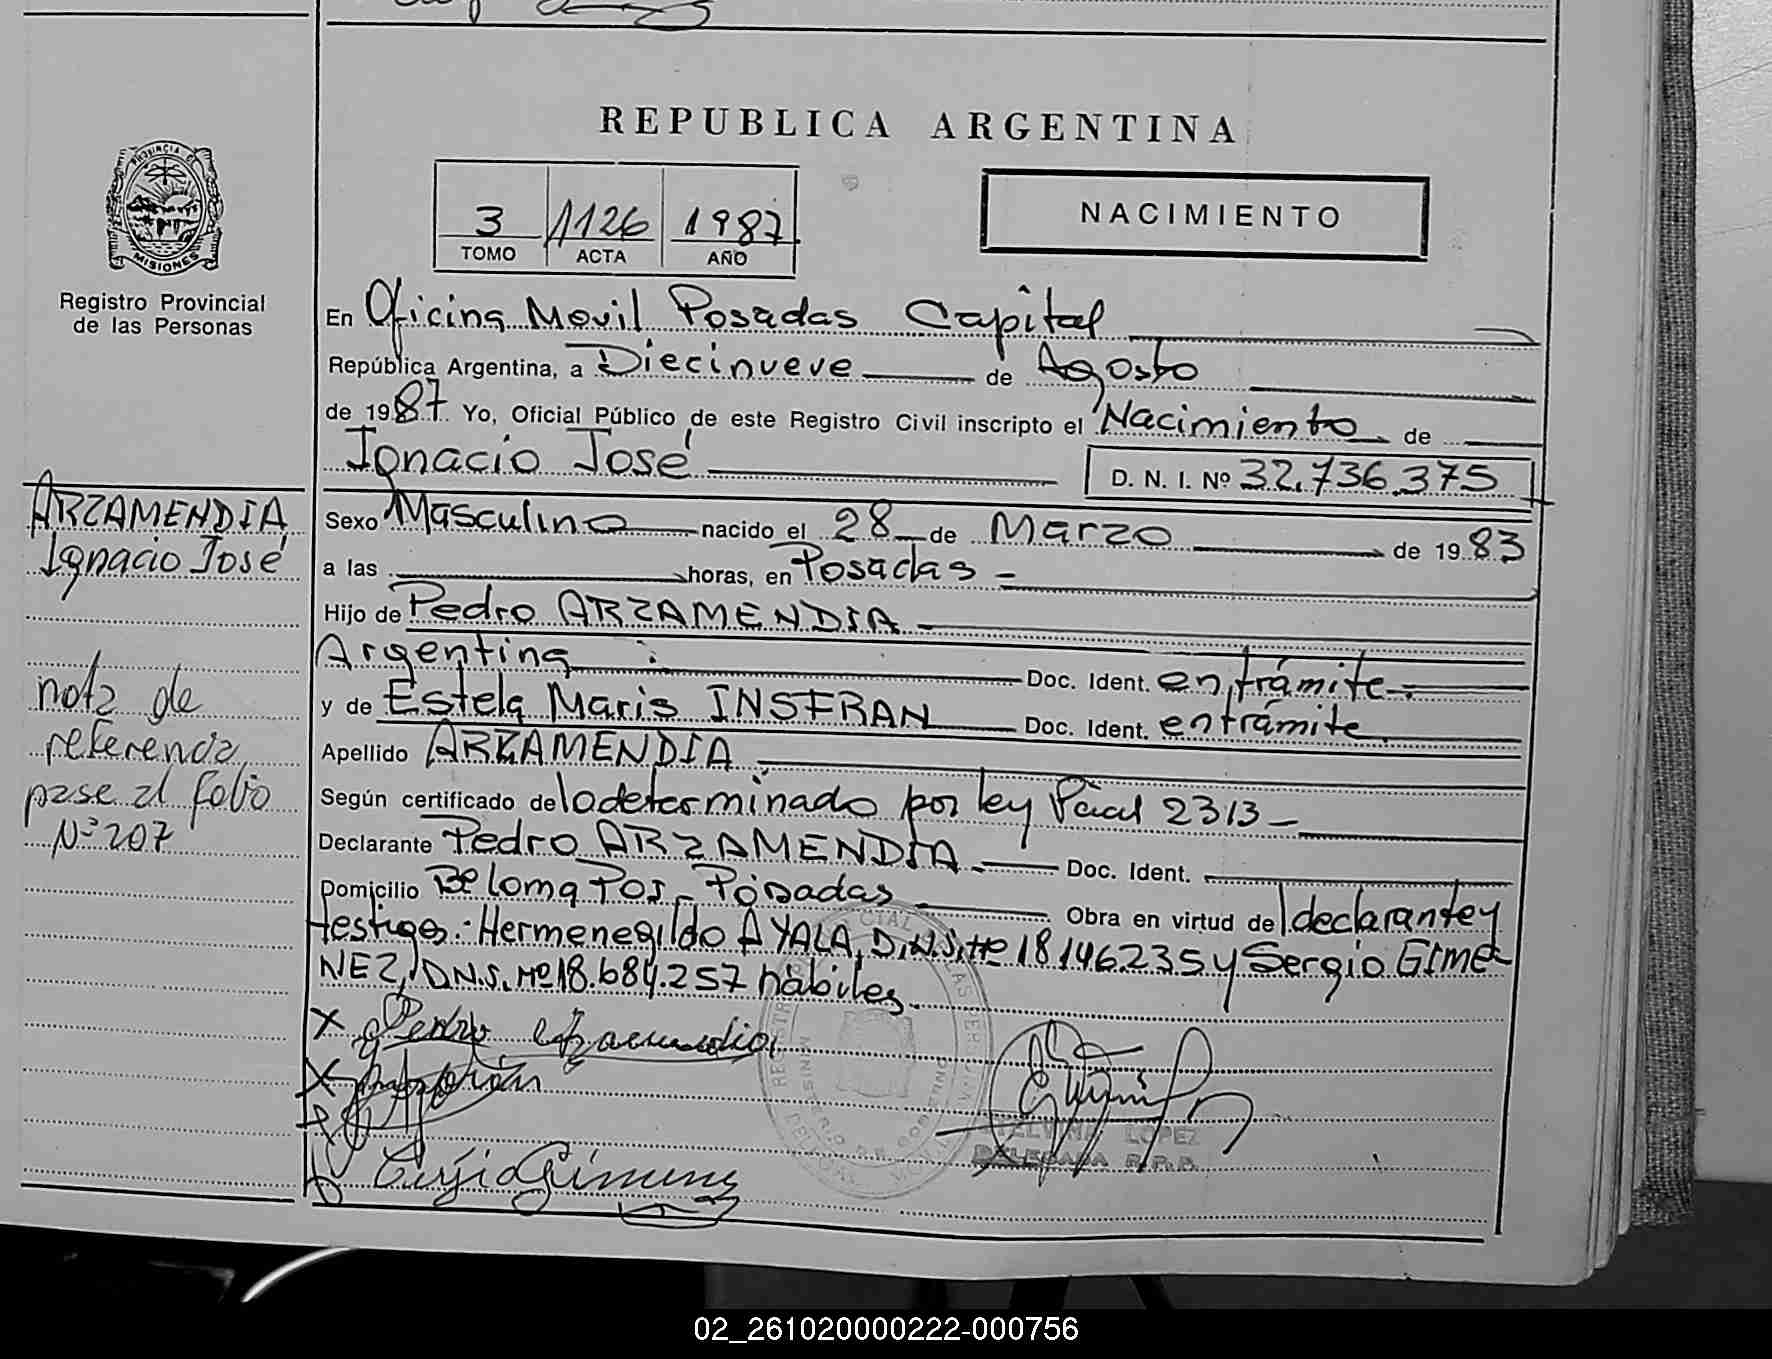 REPUBLICA ARGENTINA
PROVINCIA DE
MISIONES
Registro Provincial
de las Personas
3 1126 1987
TOMO ACTA AÑO
NACIMIENTO
En Oficina Movil Posadas Capital
República Argentina, a Diecinueve de Agosto
de 1987. Yo, Oficial Público de este Registro Civil inscripto el Nacimiento de
Ignacio José
D. N. I. Nº 32.736.375
ARZAMENDIA
Ignacio José
Sexo Masculino nacido el 28 de Marzo de 1983
a las horas, en Posadas
Hijo de Pedro ARZAMENDIA
Argentina Doc. Ident. en trámite
y de Estela Maris INSFRAN Doc. Ident. en trámite
Apellido ARZAMENDIA
nota de
referencia
pase al folio
Nº 207
Según certificado de lo determinado por ley Pcial 2313
Declarante Pedro ARZAMENDIA Doc. Ident.
Domicilio Bº Loma Pos. Posadas Obra en virtud de declarante y
testigos: Hermenegildo AYALA, D.N.I. Nº 18.146.235 y Sergio GIME
NEZ, D.N.I. Nº 18.684.257 hábiles.
LOPEZ
DELEGADA R.P.P.
02_261020000222-000756